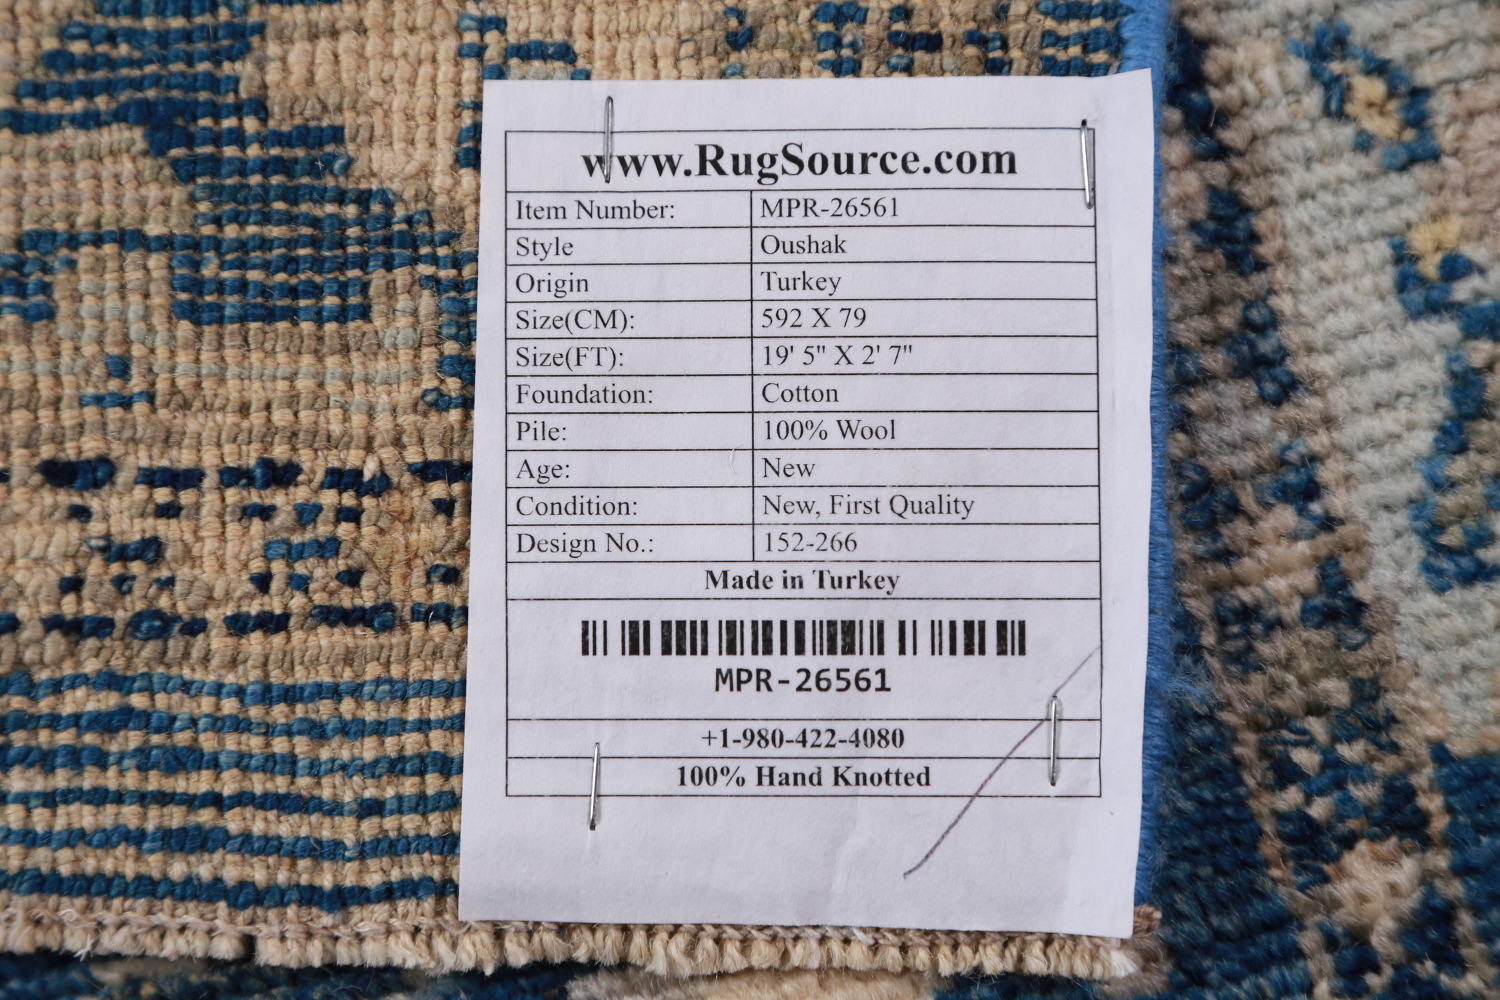 www.RugSource.com
Item Number: MPR-26561
Style Oushak
Origin Turkey
Size(CM): 592 X 79
Size(FT): 19' 5" X 2' 7"
Foundation: Cotton
Pile: 100% Wool
Age: New
Condition: New, First Quality
Design No.: 152-266
Made in Turkey
MPR-26561
+1-980-422-4080
100% Hand Knotted